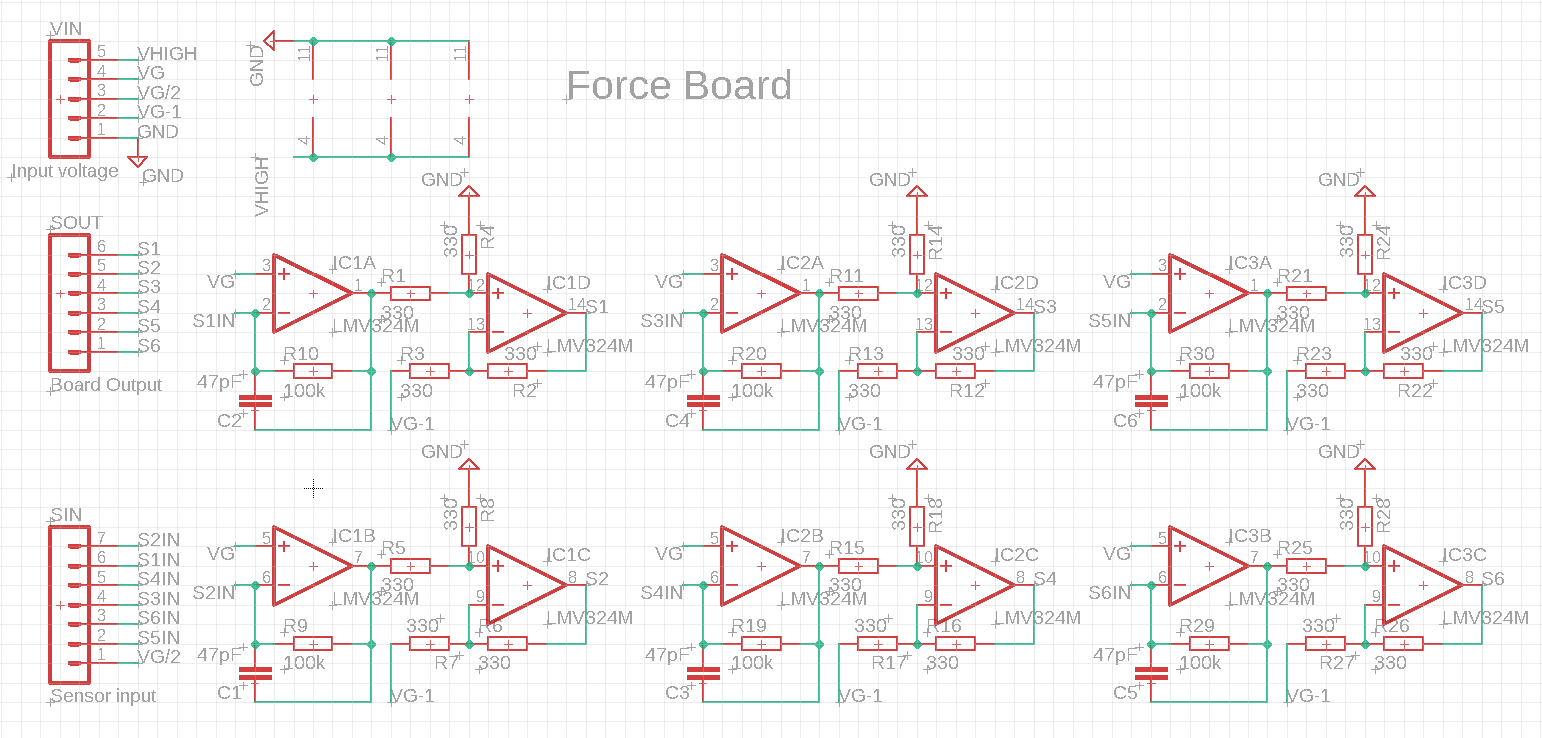 VIN
5 VHIGH
4 VG
3 VG/2
2 VG-1
1 GND
Input voltage
GND
GND
11 11 11
4 4 4
VHIGH
Force Board
SOUT
6 S1
5 S2
4 S3
3 S4
2 S5
1 S6
Board Output
SIN
7 S2IN
6 S1IN
5 S4IN
4 S3IN
3 S6IN
2 S5IN
1 VG/2
Sensor input
GND
330 R4
IC1A
VG 3
S1IN 2
1 R1
330
LMV324M
12
13
IC1D
14 S1
LMV324M
R10
100k
R3
330
330
R2
47pF
C2
VG-1
GND
330 R14
IC2A
VG 3
S3IN 2
1 R11
330
LMV324M
12
13
IC2D
14 S3
LMV324M
R20
100k
R13
330
330
R12
47pF
C4
VG-1
GND
330 R24
IC3A
VG 3
S5IN 2
1 R21
330
LMV324M
12
13
IC3D
14 S5
LMV324M
R30
100k
R23
330
330
R22
47pF
C6
VG-1
GND
330 R8
IC1B
VG 5
S2IN 6
7 R5
330
LMV324M
10
9
IC1C
8 S2
LMV324M
R9
100k
330
R7
R6
330
47pF
C1
VG-1
GND
330 R18
IC2B
VG 5
S4IN 6
7 R15
330
LMV324M
10
9
IC2C
8 S4
LMV324M
R19
100k
330
R17
R16
330
47pF
C3
VG-1
GND
330 R28
IC3B
VG 5
S6IN 6
7 R25
330
LMV324M
10
9
IC3C
8 S6
LMV324M
R29
100k
330
R27
R26
330
47pF
C5
VG-1